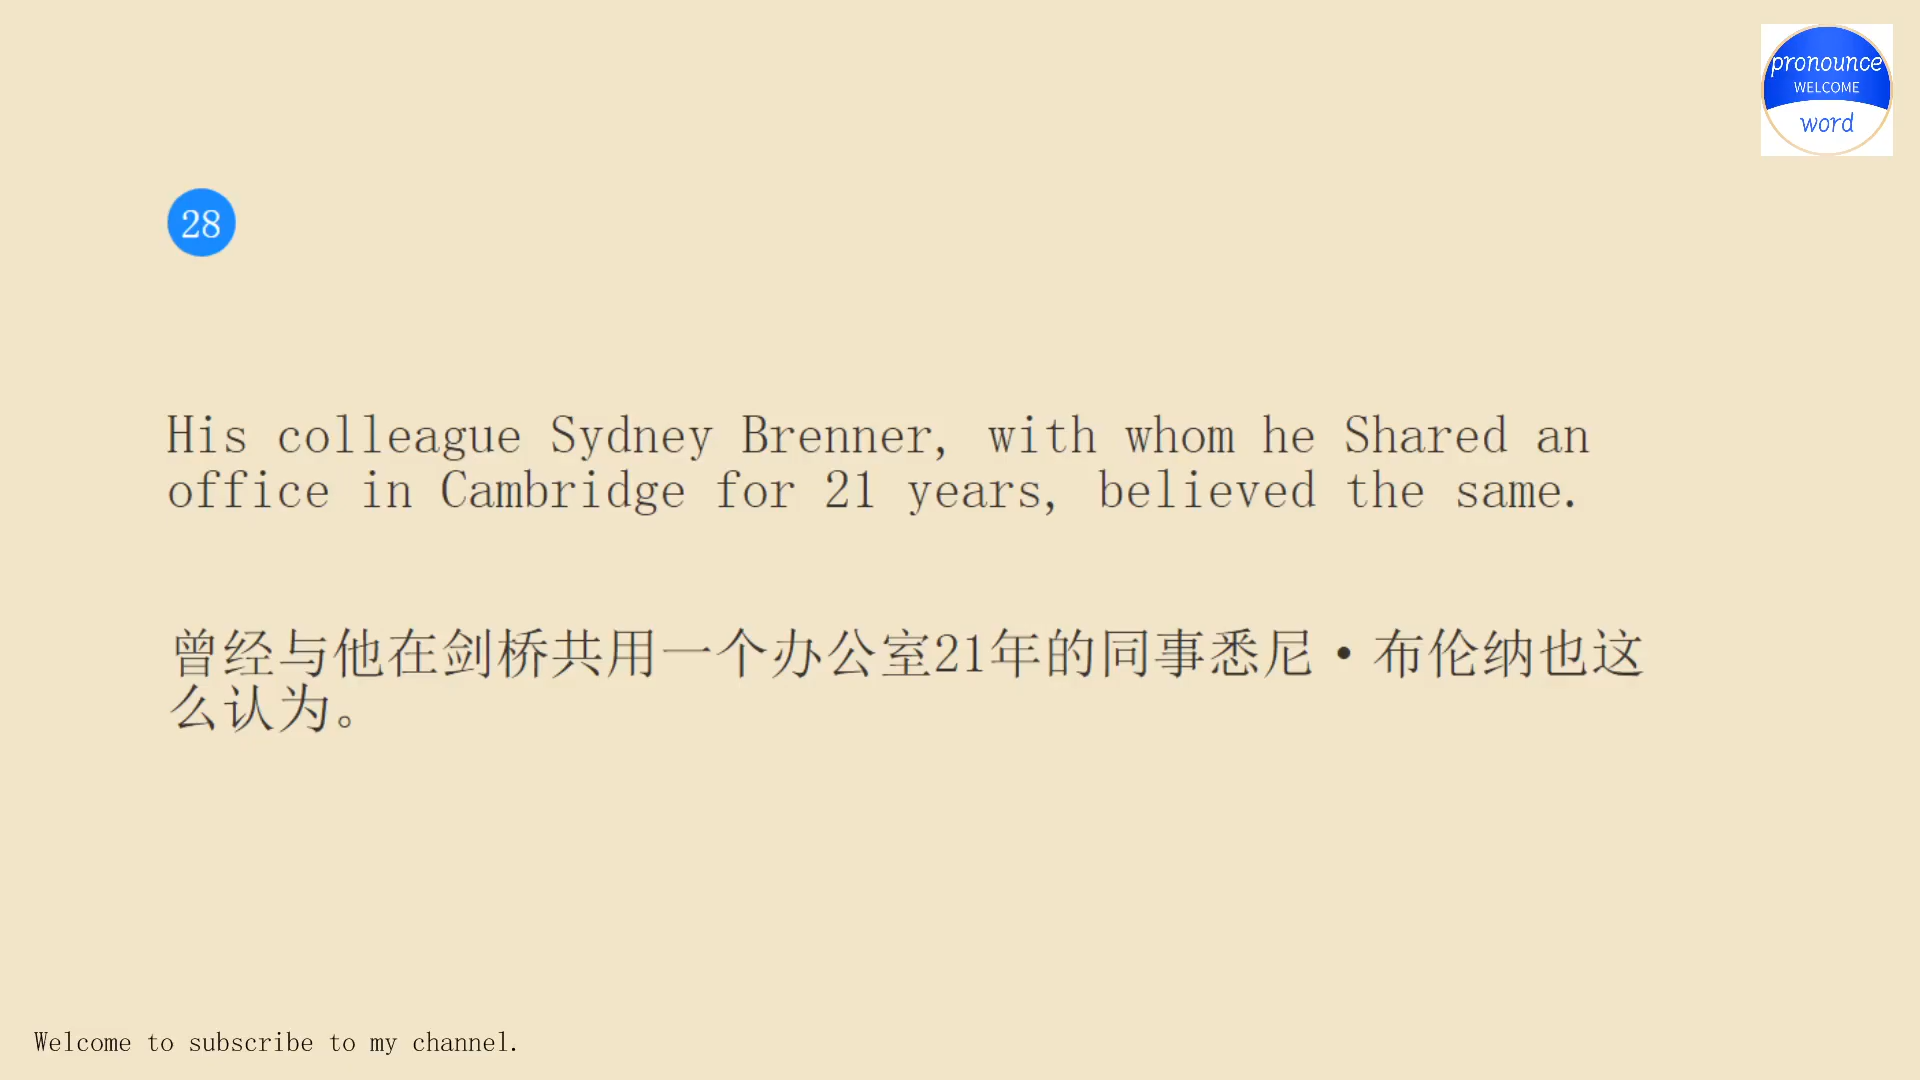 pronounce
WELCOME
word
28
His colleague Sydney Brenner, with whom he Shared an
office in Cambridge for 21 years, believed the same.
曾经与他在剑桥共用一个办公室21年的同事悉尼•布伦纳也这
么认为。
Welcome to subscribe to my channel.